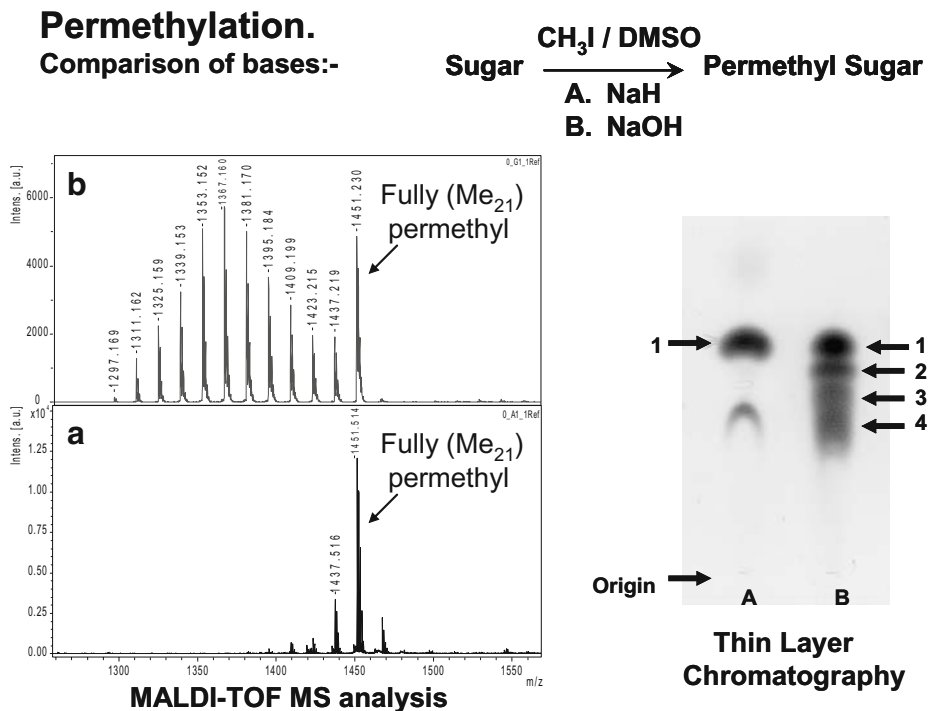 Permethylation.
Comparison of bases:-
CH₃I / DMSO
Sugar
Permethyl Sugar
A. NaH
B. NaOH
b
0_G1_1Ref
Intens. [a.u.]
6000
4000
2000
0
1297.169
1311.162
1325.159
1339.153
1353.152
1367.160
1381.170
1395.184
1409.199
1423.215
1437.219
1451.230
Fully (Me₂₁)
permethyl
a
0_A1_1Ref
Intens. [a.u.]
x10⁴
1.25
1.00
0.75
0.50
0.25
0.00
1437.516
1451.514
Fully (Me₂₁)
permethyl
1300
1350
1400
1450
1500
1550
m/z
MALDI-TOF MS analysis
1
1
2
3
4
Origin
A
B
Thin Layer
Chromatography